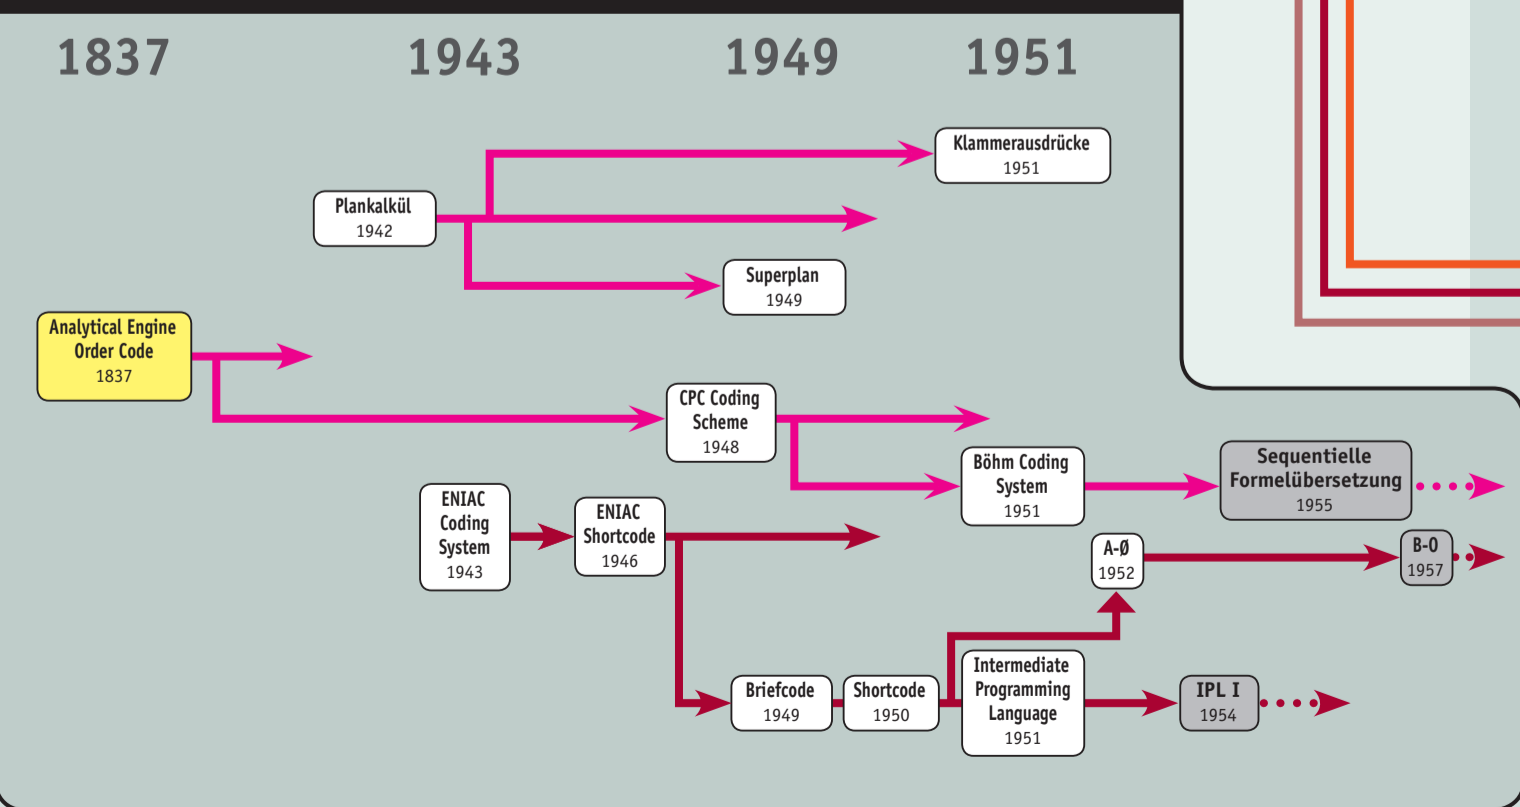 1837
1943
1949
1951
Klammerausdrücke
1951
Plankalkül
1942
Superplan
1949
Analytical Engine
Order Code
1837
CPC Coding
Scheme
1948
Böhm Coding
System
1951
Sequentielle
Formelübersetzung
1955
ENIAC
Coding
System
1943
ENIAC
Shortcode
1946
A-Ø
1952
B-0
1957
Briefcode
1949
Shortcode
1950
Intermediate
Programming
Language
1951
IPL I
1954